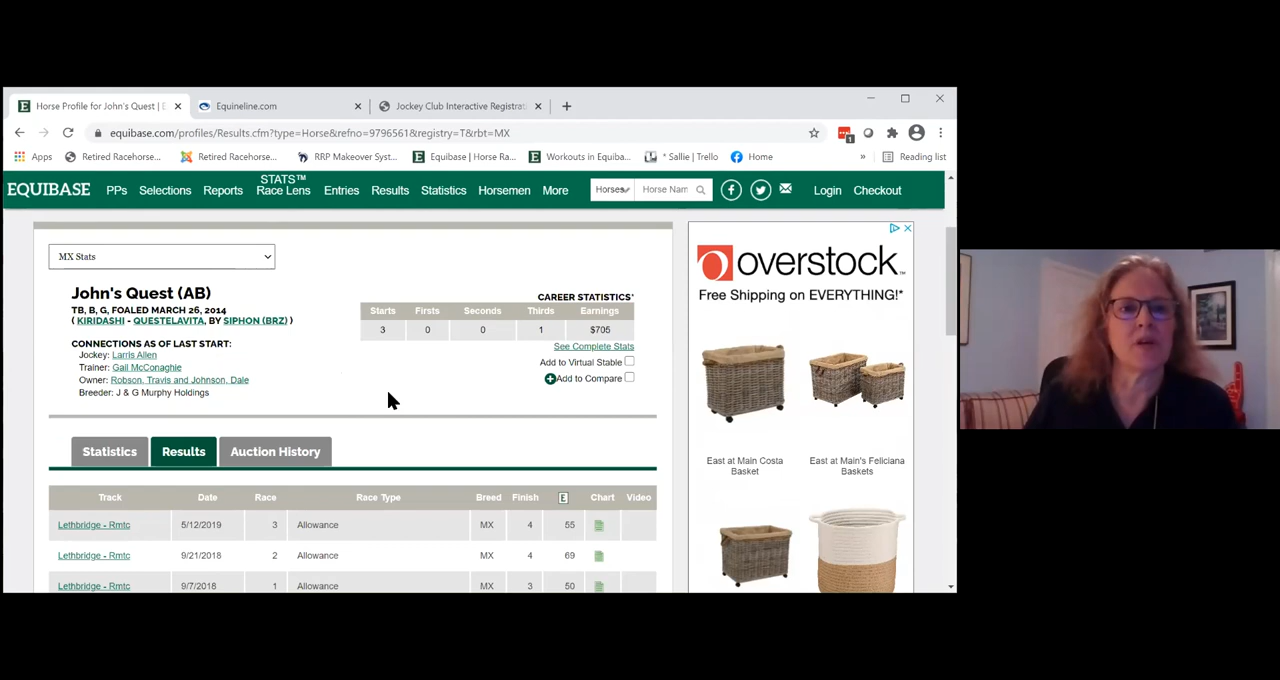 Horse Profile for John's Quest | E
Equineline.com
Jockey Club Interactive Registrat
equibase.com/profiles/Results.cfm?type=Horse&refno=9796561&registry=T&rbt=MX
1
Apps
Retired Racehorse...
Retired Racehorse...
RRP Makeover Syst...
Equibase | Horse Ra...
Workouts in Equiba...
* Sallie | Trello
Home
»
Reading list
EQUIBASE
PPs
Selections
Reports
STATS™
Race Lens
Entries
Results
Statistics
Horsemen
More
Horses
Horse Nam
Login
Checkout
MX Stats
John's Quest (AB)
TB, B, G, FOALED MARCH 26, 2014
( KIRIDASHI - QUESTELAVITA, BY SIPHON (BRZ) )
CONNECTIONS AS OF LAST START:
Jockey: Larris Allen
Trainer: Gail McConaghie
Owner: Robson, Travis and Johnson, Dale
Breeder: J & G Murphy Holdings
CAREER STATISTICS*
Starts Firsts Seconds Thirds Earnings
3 0 0 1 $705
See Complete Stats
Add to Virtual Stable
Add to Compare
Statistics
Results
Auction History
Track Date Race Race Type Breed Finish E Chart Video
Lethbridge - Rmtc 5/12/2019 3 Allowance MX 4 55
Lethbridge - Rmtc 9/21/2018 2 Allowance MX 4 69
Lethbridge - Rmtc 9/7/2018 1 Allowance MX 3 50
overstock™
Free Shipping on EVERYTHING!*
East at Main Costa
Basket
East at Main's Feliciana
Baskets